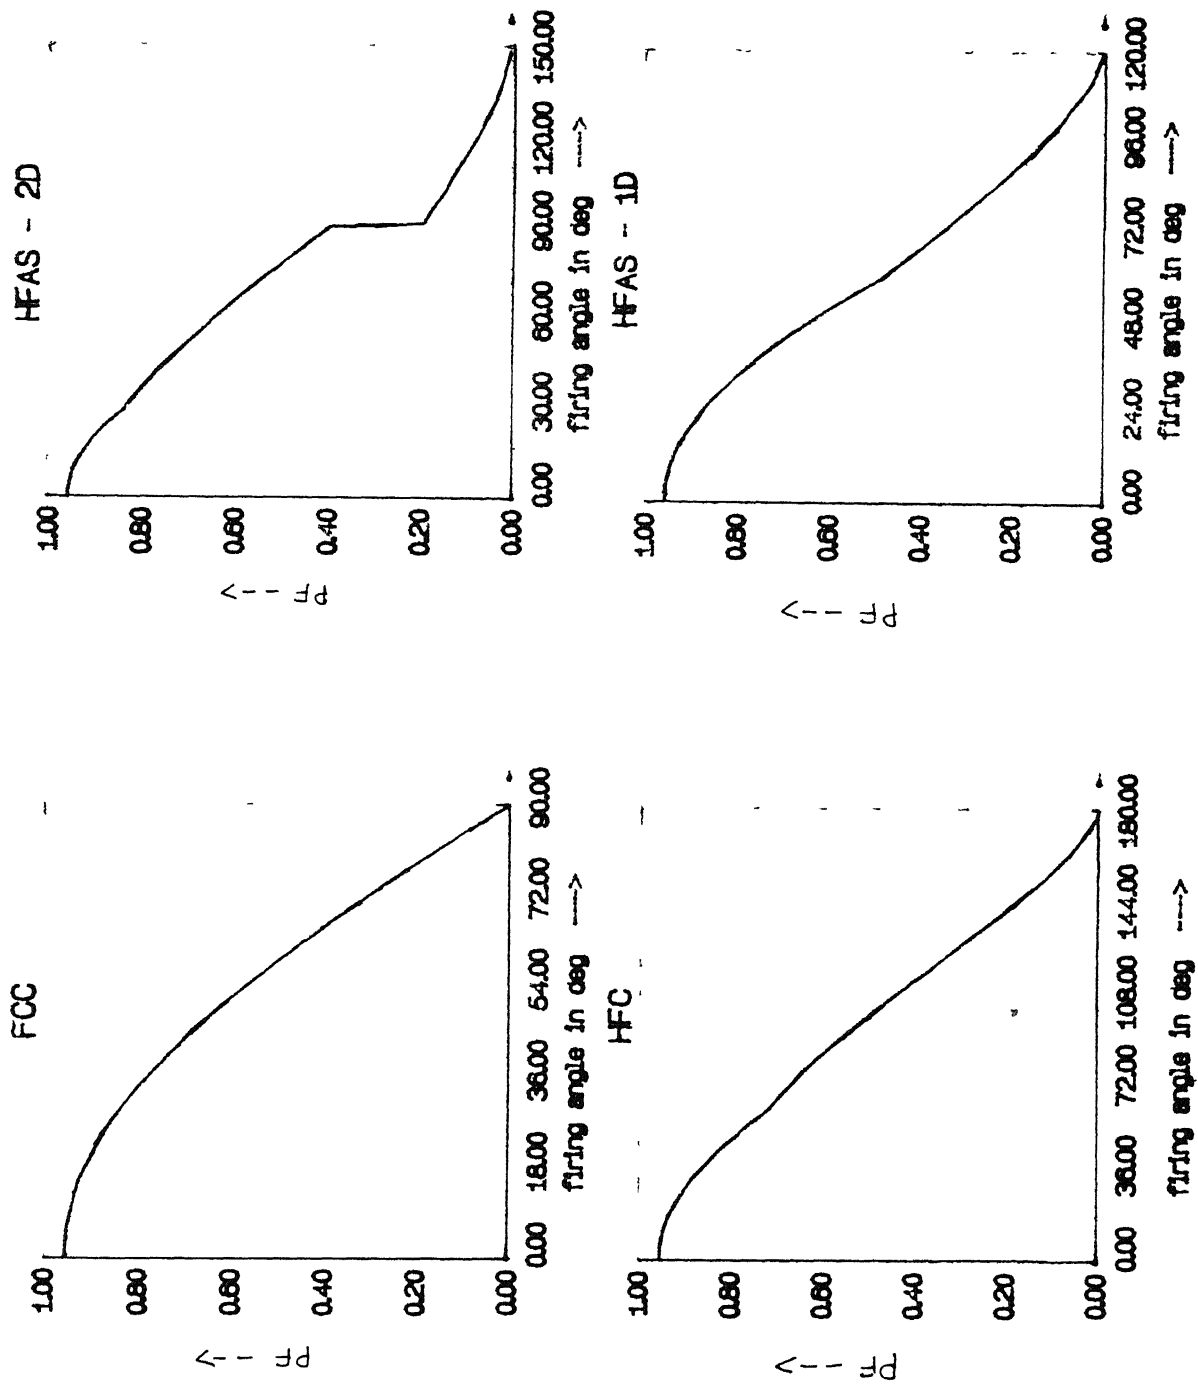 FCC
1.00
0.80
0.60
0.40
0.20
0.00
PF -->
0.00 18.00 36.00 54.00 72.00 90.00
firing angle in deg ---->
HFAS - 2D
1.00
0.80
0.60
0.40
0.20
0.00
PF -->
0.00 30.00 60.00 90.00 120.00 150.00
firing angle in deg ---->
HFC
1.00
0.80
0.60
0.40
0.20
0.00
PF -->
0.00 36.00 72.00 108.00 144.00 180.00
firing angle in deg ---->
HFAS - 1D
1.00
0.80
0.60
0.40
0.20
0.00
PF -->
0.00 24.00 48.00 72.00 96.00 120.00
firing angle in deg ---->